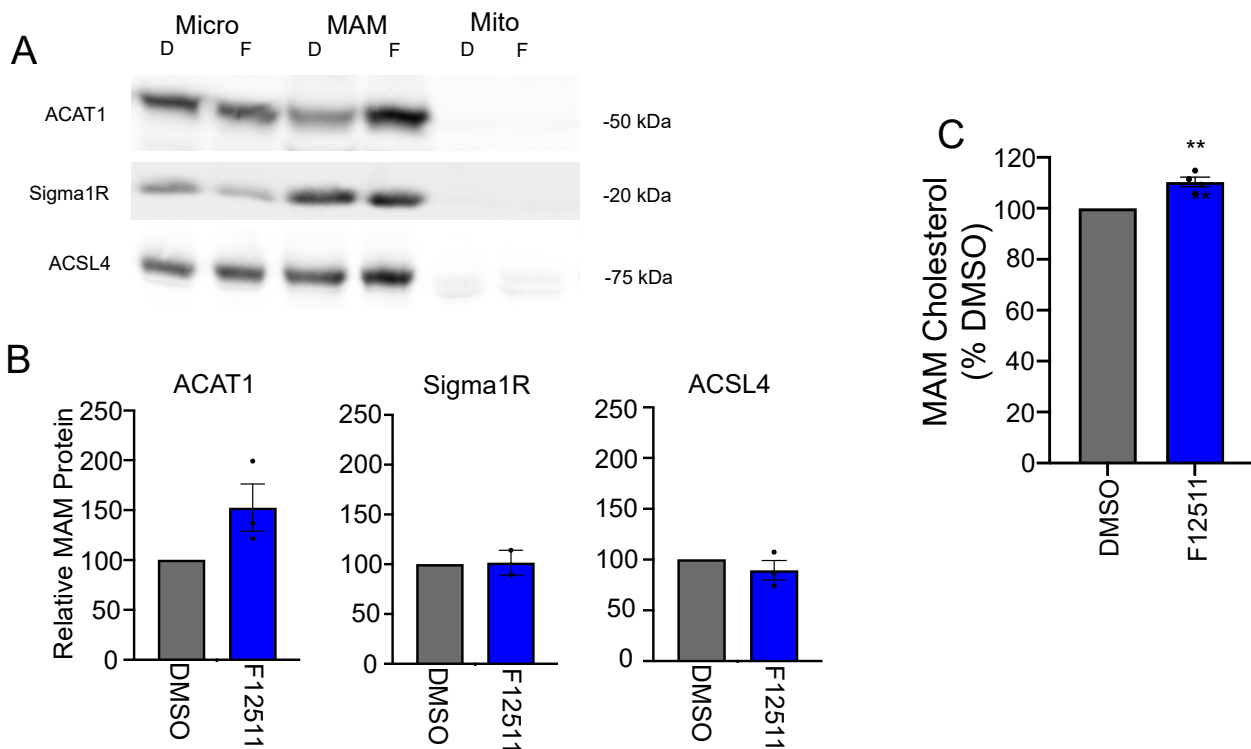 A
Micro MAM Mito
D F D F D F
ACAT1 -50 kDa
Sigma1R -20 kDa
ACSL4 -75 kDa
B
Relative MAM Protein
ACAT1
250
200
150
100
50
0
DMSO F12511
Sigma1R
250
200
150
100
50
0
DMSO F12511
ACSL4
250
200
150
100
50
0
DMSO F12511
C
MAM Cholesterol
(% DMSO)
**
120
100
80
60
40
20
0
DMSO F12511